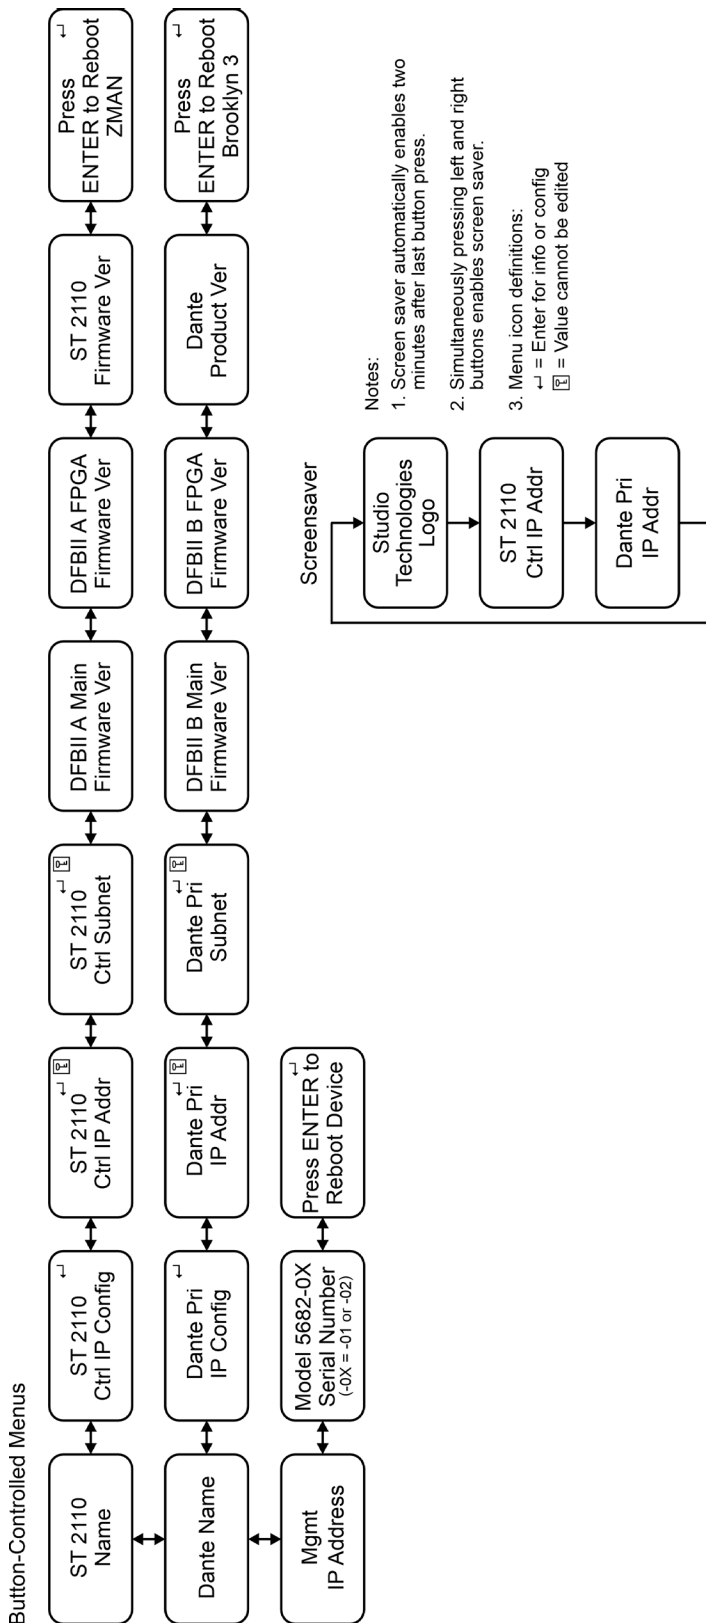 Button-Controlled Menus
ST 2110
Name
ST 2110
Ctrl IP Config
↵
ST 2110
Ctrl IP Addr
↵
ST 2110
Ctrl Subnet
↵
DFBII A Main
Firmware Ver
DFBII A FPGA
Firmware Ver
ST 2110
Firmware Ver
Press
ENTER to Reboot
ZMAN
↵
Dante Name
Dante Pri
IP Config
↵
Dante Pri
IP Addr
↵
Dante Pri
Subnet
↵
DFBII B Main
Firmware Ver
DFBII B FPGA
Firmware Ver
Dante
Product Ver
Press
ENTER to Reboot
Brooklyn 3
↵
Mgmt
IP Address
Model 5682-0X
Serial Number
(-0X = -01 or -02)
Press ENTER to
Reboot Device
↵
Screensaver
Studio
Technologies
Logo
ST 2110
Ctrl IP Addr
Dante Pri
IP Addr
Notes:
1. Screen saver automatically enables two
minutes after last button press.
2. Simultaneously pressing left and right
buttons enables screen saver.
3. Menu icon definitions:
↵ = Enter for info or config
= Value cannot be edited